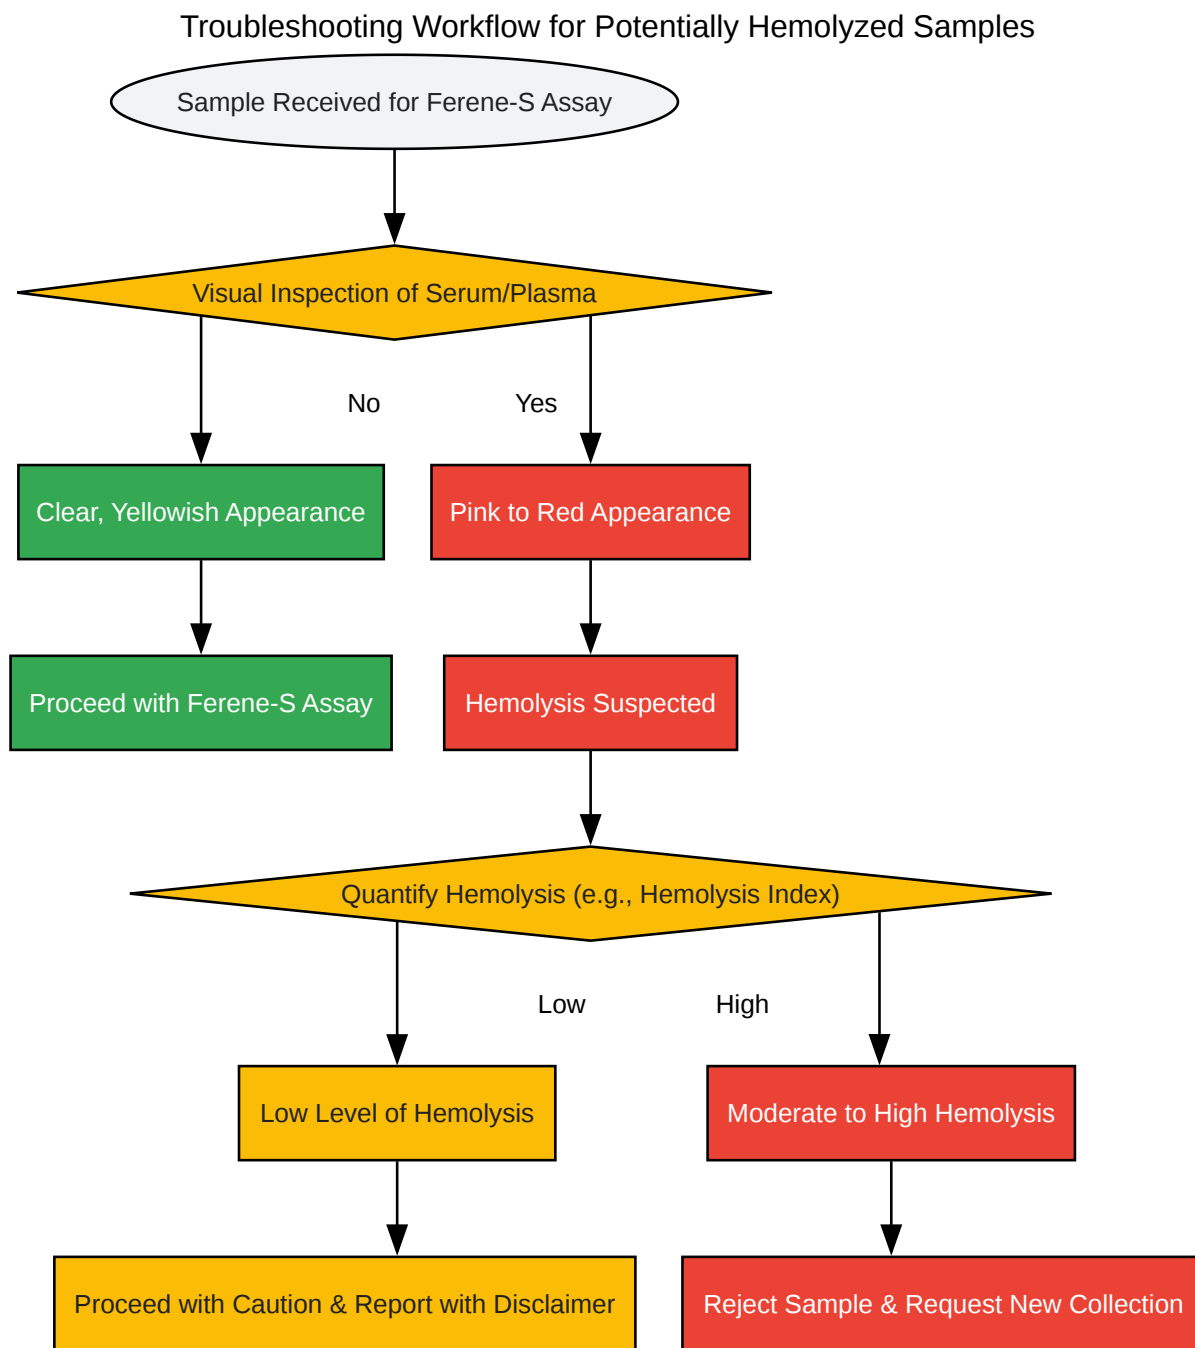 Troubleshooting Workflow for Potentially Hemolyzed Samples
Sample Received for Ferene-S Assay
Visual Inspection of Serum/Plasma
No
Yes
Clear, Yellowish Appearance
Pink to Red Appearance
Proceed with Ferene-S Assay
Hemolysis Suspected
Quantify Hemolysis (e.g., Hemolysis Index)
Low
High
Low Level of Hemolysis
Moderate to High Hemolysis
Proceed with Caution & Report with Disclaimer
Reject Sample & Request New Collection